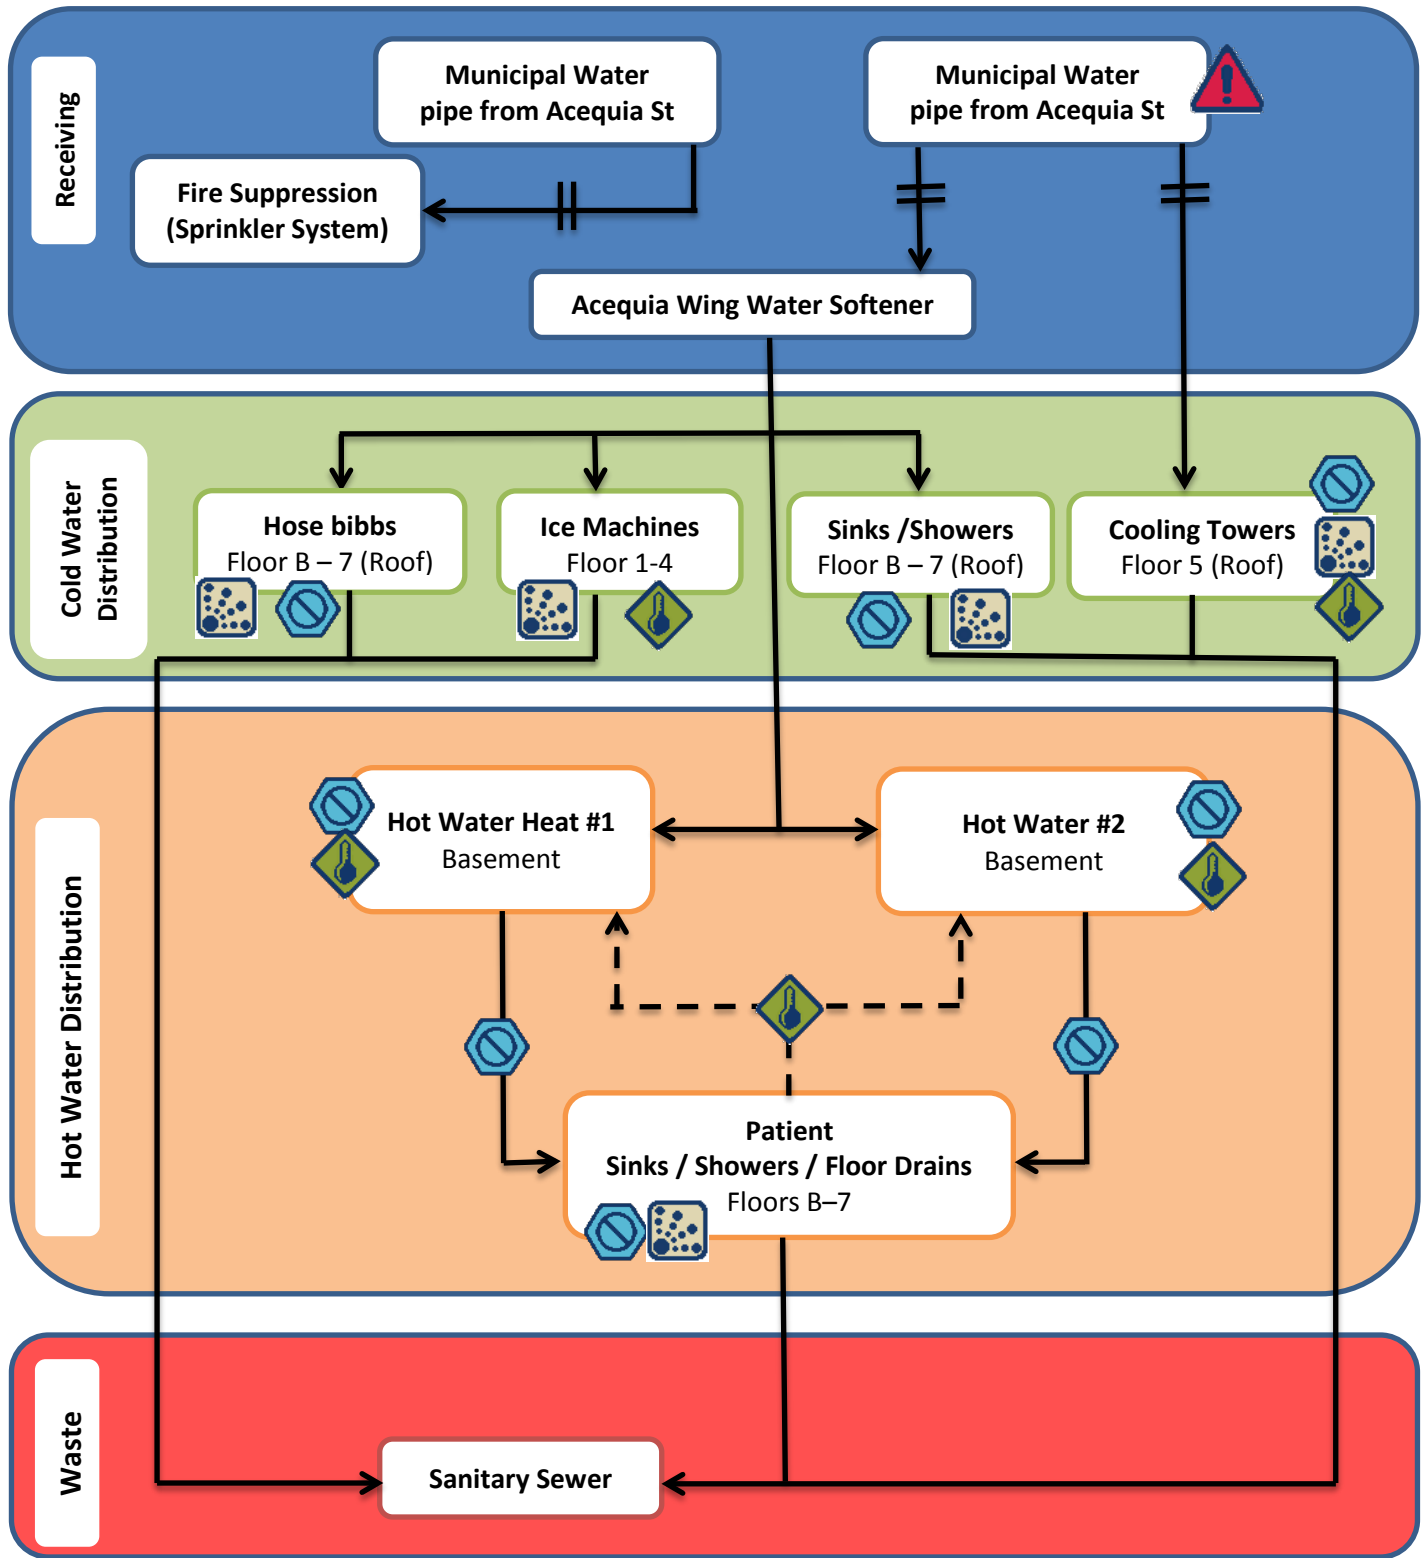 Receiving
Municipal Water
pipe from Acequia St
Municipal Water
pipe from Acequia St
Fire Suppression
(Sprinkler System)
Acequia Wing Water Softener
Cold Water
Distribution
Hose bibbs
Floor B – 7 (Roof)
Ice Machines
Floor 1-4
Sinks /Showers
Floor B – 7 (Roof)
Cooling Towers
Floor 5 (Roof)
Hot Water Distribution
Hot Water Heat #1
Basement
Hot Water #2
Basement
Patient
Sinks / Showers / Floor Drains
Floors B–7
Waste
Sanitary Sewer